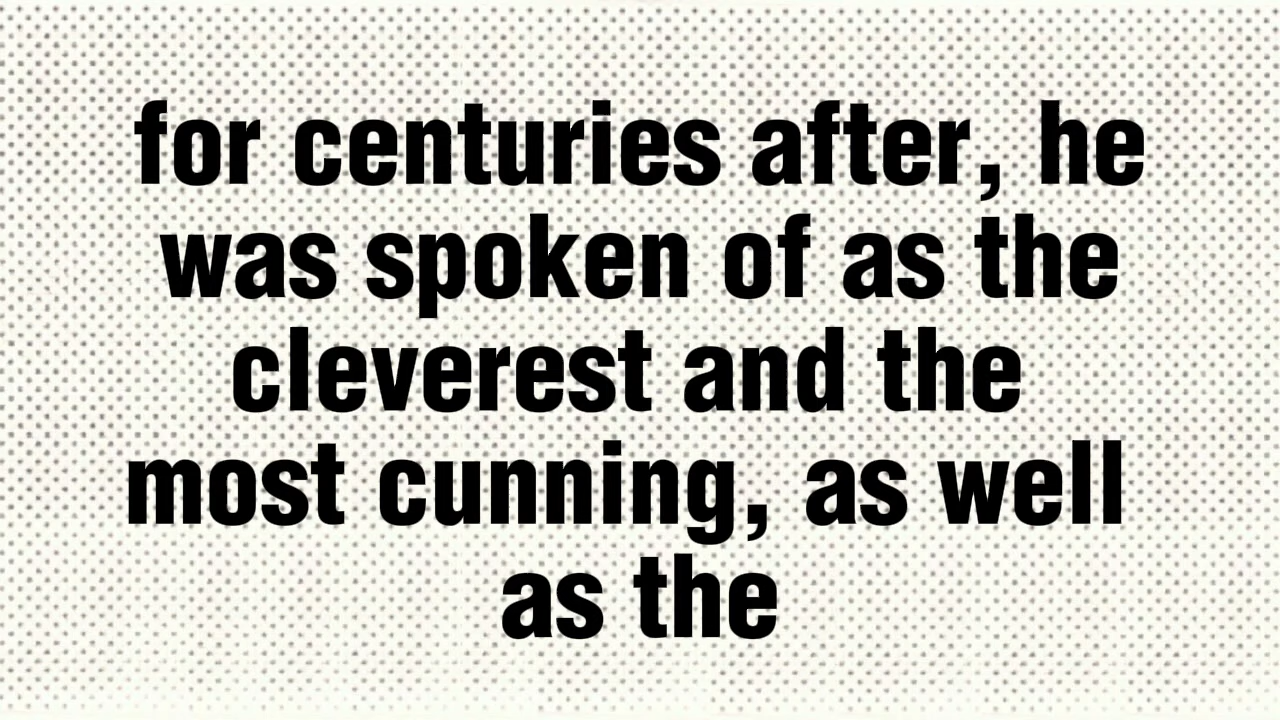 for centuries after, he
was spoken of as the
cleverest and the
most cunning, as well
as the